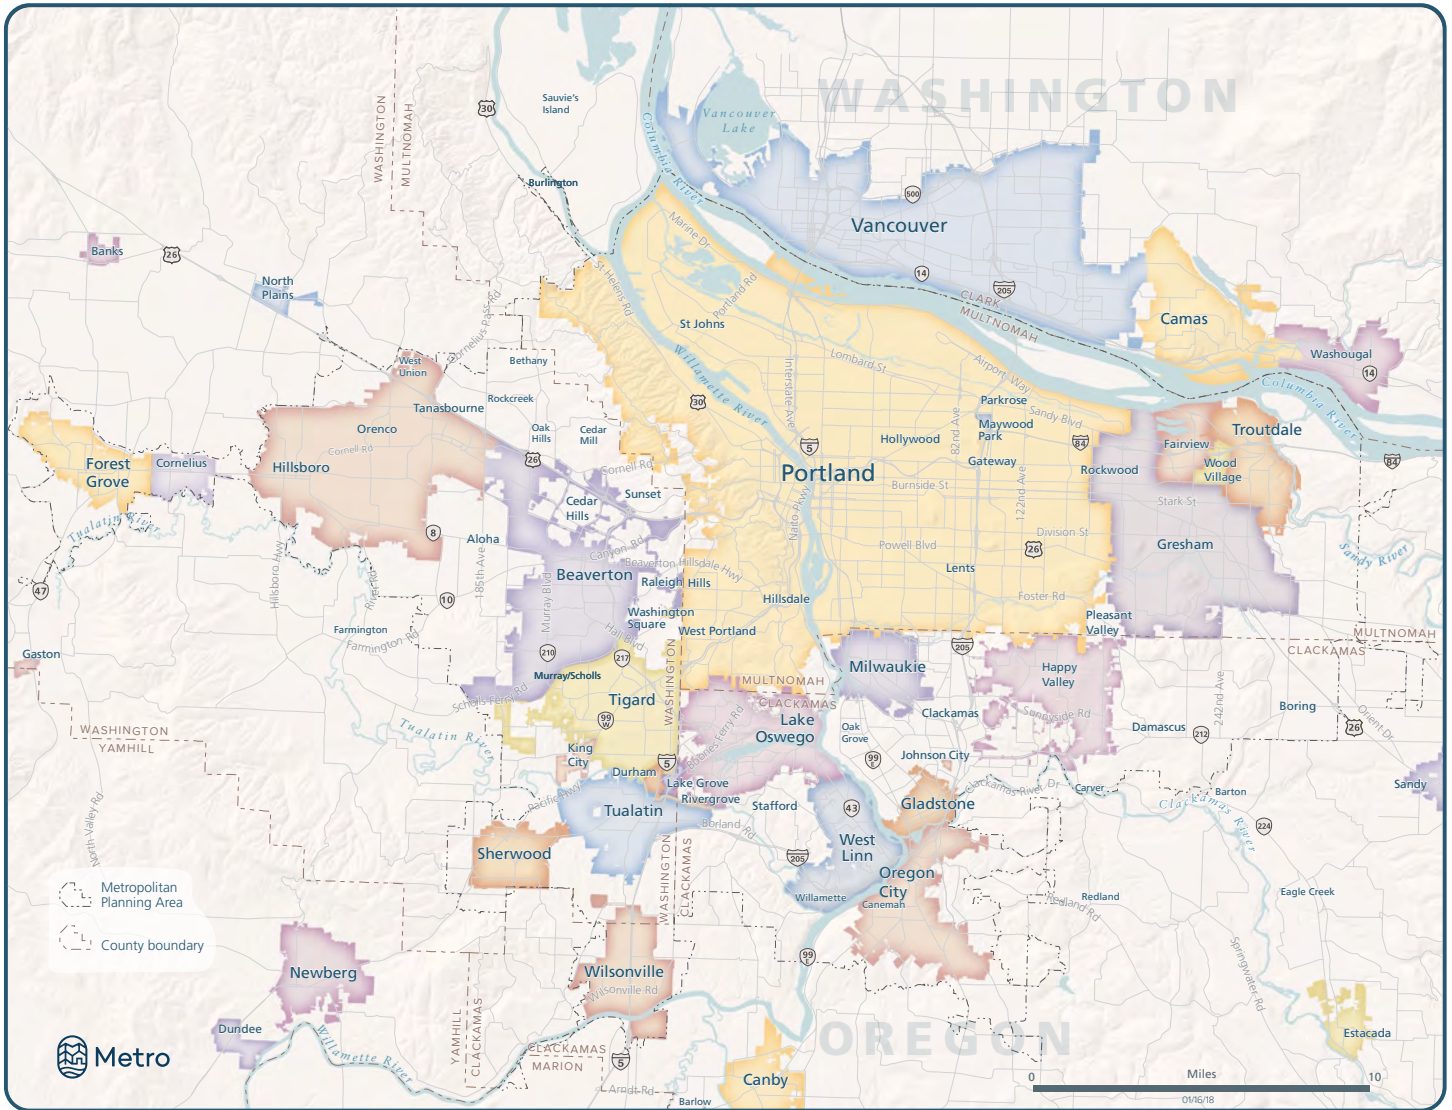 WASHINGTON
Sauvie's
Island
30
WASHINGTON
MULTNOMAH
Vancouver
Lake
Columbia River
Burlington
500
Vancouver
Marine Dr
Banks
26
North
Plains
St Helens Rd
Portland Rd
14
205
CLARK
MULTNOMAH
Camas
St Johns
Cornelius Pass Rd
Washougal
14
West
Union
Bethany
Willamette River
Interstate Ave
Lombard St
Airport Way
Columbia River
Rockcreek
Tanasbourne
30
Parkrose
Sandy Blvd
Orenco
Oak
Hills
Cedar
Mill
82nd Ave
Maywood
Park
Hollywood
Troutdale
Fairview
5
84
Cornell Rd
26
Forest
Grove
Cornelius
Hillsboro
Cornell Rd
Portland
Gateway
Rockwood
Wood
Village
84
Sunset
Burnside St
122nd Ave
Stark St
Cedar
Hills
Naito Pkwy
Tualatin River
8
Aloha
Canyon Rd
Division St
Powell Blvd
26
Gresham
Sandy River
Beaverton Hillsdale Hwy
Beaverton
Raleigh Hills
Lents
Hillsboro Hwy
River Rd
185th Ave
Murray Blvd
47
10
Hillsdale
Foster Rd
Washington
Square
Pleasant
Valley
Farmington
Farmington Rd
Hall Blvd
West Portland
MULTNOMAH
CLACKAMAS
Gaston
210
217
205
Milwaukie
Happy
Valley
Murray/Scholls
WASHINGTON
MULTNOMAH
CLACKAMAS
Scholls Ferry Rd
Tigard
242nd Ave
Boring
Lake
Oswego
Clackamas
Sunnyside Rd
99
W
WASHINGTON
YAMHILL
Tualatin River
Boones Ferry Rd
Oak
Grove
Damascus
212
26
Orient Dr
King
City
5
99
E
Johnson City
Durham
Lake Grove
Rivergrove
Pacific Hwy
Stafford
43
Gladstone
Clackamas River Dr
Carver
Barton
Sandy
Clackamas River
North Valley Rd
Tualatin
Borland Rd
224
Sherwood
205
West
Linn
Oregon
City
WASHINGTON
CLACKAMAS
Willamette
Canemah
Redland
Redland Rd
Eagle Creek
Metropolitan
Planning Area
County boundary
99
E
Springwater Rd
Newberg
Wilsonville
Wilsonville Rd
Dundee
Willamette River
YAMHILL
CLACKAMAS
OREGON
Estacada
Metro
CLACKAMAS
MARION
5
Canby
Arndt Rd
Barlow
0
Miles
10
01/16/18